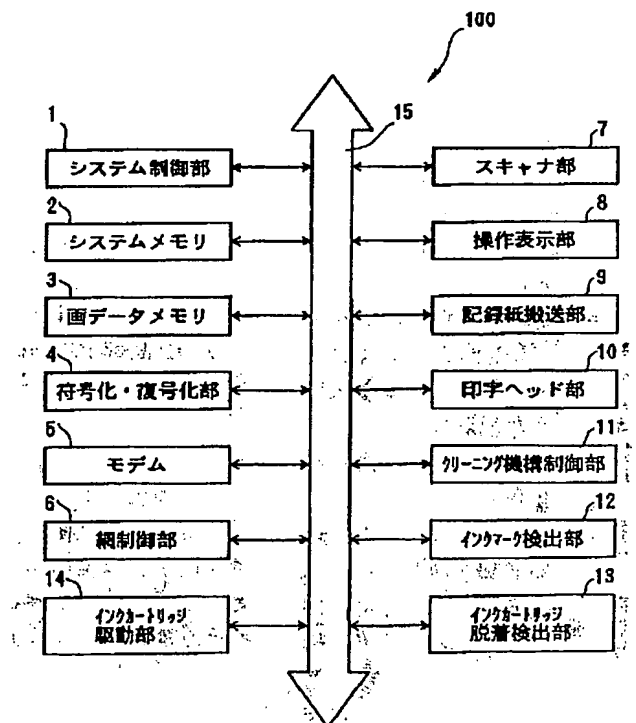 100
15
1
システム制御部
2
システムメモリ
3
画データメモリ
4
符号化・復号化部
5
モデム
6
網制御部
14
インクカートリッジ
駆動部
7
スキャナ部
8
操作表示部
9
記録紙搬送部
10
印字ヘッド部
11
クリーニング機構制御部
12
インクマーク検出部
13
インクカートリッジ
脱着検出部